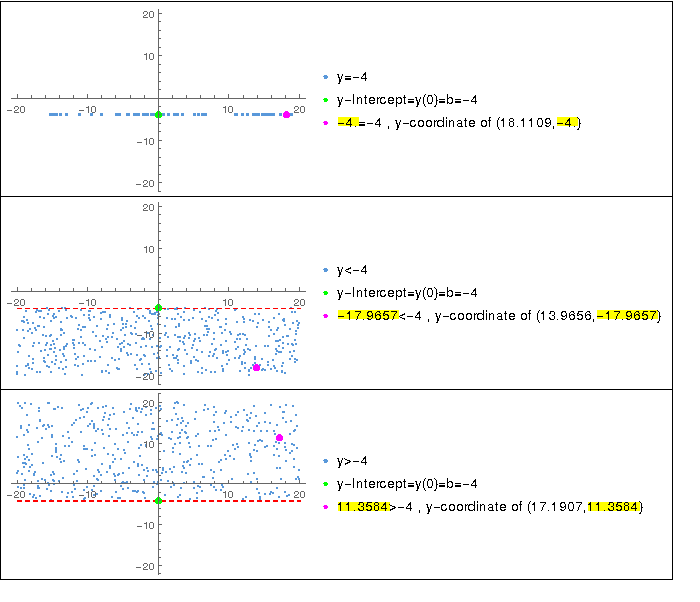 20
10
-20 -10 0 10 20
-10
-20
y=-4
y-Intercept=y(0)=b=-4
-4.=-4 , y-coordinate of {18.1109,-4.}
20
10
-20 -10 0 10 20
-10
-20
y<-4
y-Intercept=y(0)=b=-4
-17.9657<-4 , y-coordinate of {13.9656,-17.9657}
20
10
-20 -10 0 10 20
-10
-20
y>-4
y-Intercept=y(0)=b=-4
11.3584>-4 , y-coordinate of {17.1907,11.3584}